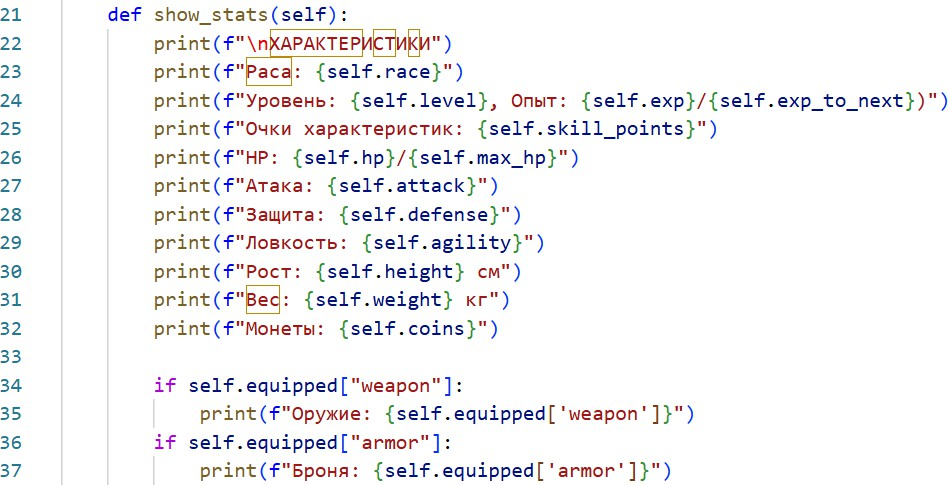 21 def show_stats(self):
22 print(f"\nХАРАКТЕРИСТИКИ")
23 print(f"Раса: {self.race}")
24 print(f"Уровень: {self.level}, Опыт: {self.exp}/{self.exp_to_next})")
25 print(f"Очки характеристик: {self.skill_points}")
26 print(f"HP: {self.hp}/{self.max_hp}")
27 print(f"Атака: {self.attack}")
28 print(f"Защита: {self.defense}")
29 print(f"Ловкость: {self.agility}")
30 print(f"Рост: {self.height} см")
31 print(f"Вес: {self.weight} кг")
32 print(f"Монеты: {self.coins}")
33
34 if self.equipped["weapon"]:
35 print(f"Оружие: {self.equipped['weapon']}")
36 if self.equipped["armor"]:
37 print(f"Броня: {self.equipped['armor']}")